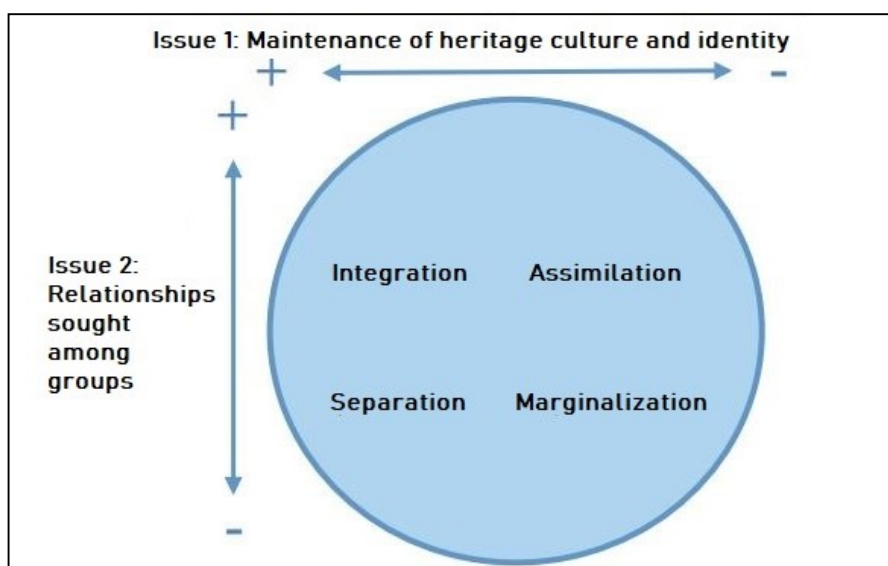 Issue 1: Maintenance of heritage culture and identity
+ -
+
Issue 2:
Relationships
sought
among
groups
Integration Assimilation
Separation Marginalization
-